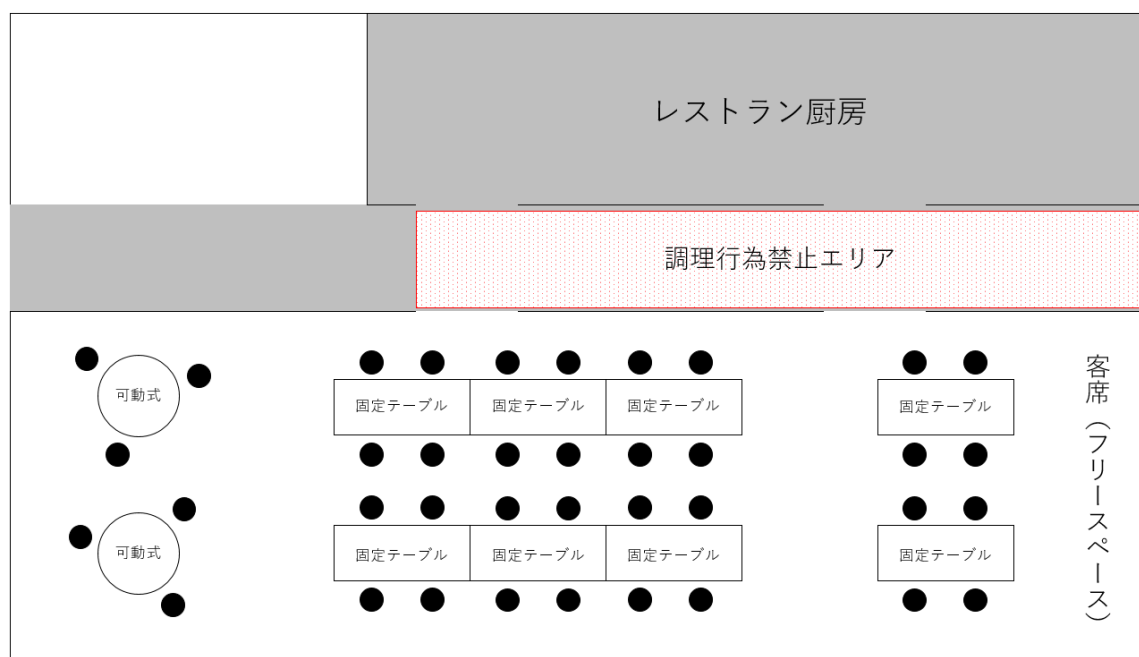 レストラン厨房
調理行為禁止エリア
可動式
固定テーブル
固定テーブル
固定テーブル
固定テーブル
可動式
固定テーブル
固定テーブル
固定テーブル
固定テーブル
客席（フリースペース）